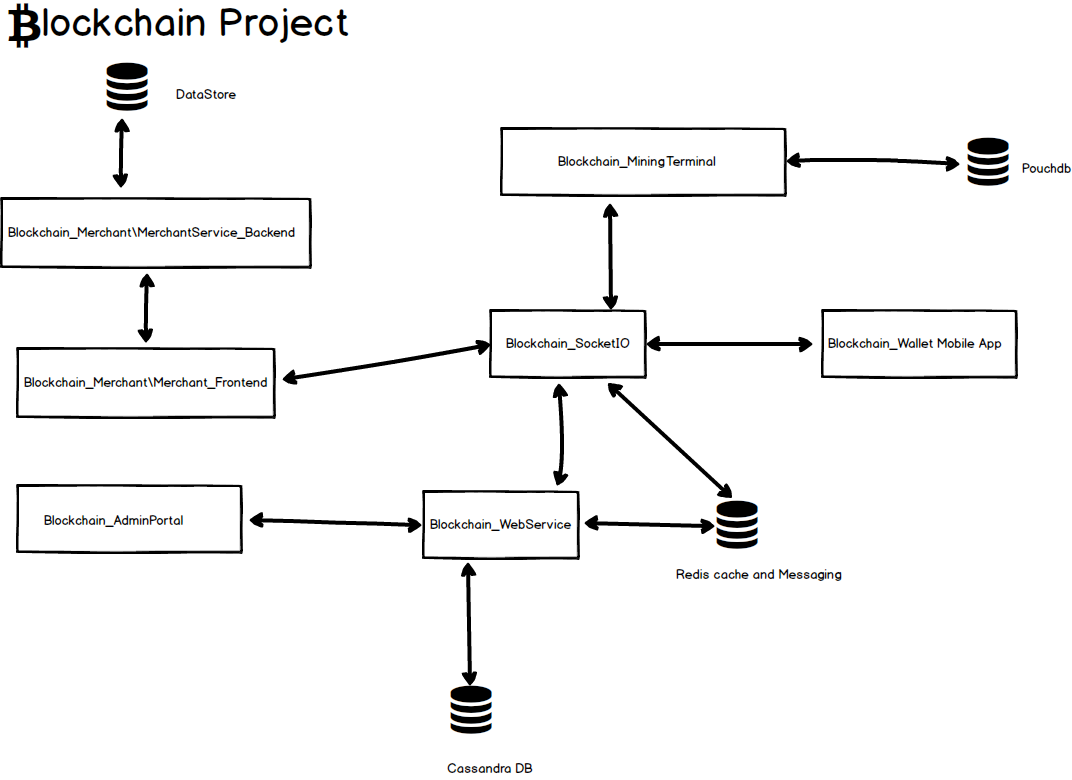 ₿lockchain Project
DataStore
Blockchain_MiningTerminal
Pouchdb
Blockchain_Merchant\MerchantService_Backend
Blockchain_SocketIO
Blockchain_Wallet Mobile App
Blockchain_Merchant\Merchant_Frontend
Blockchain_AdminPortal
Blockchain_WebService
Redis cache and Messaging
Cassandra DB